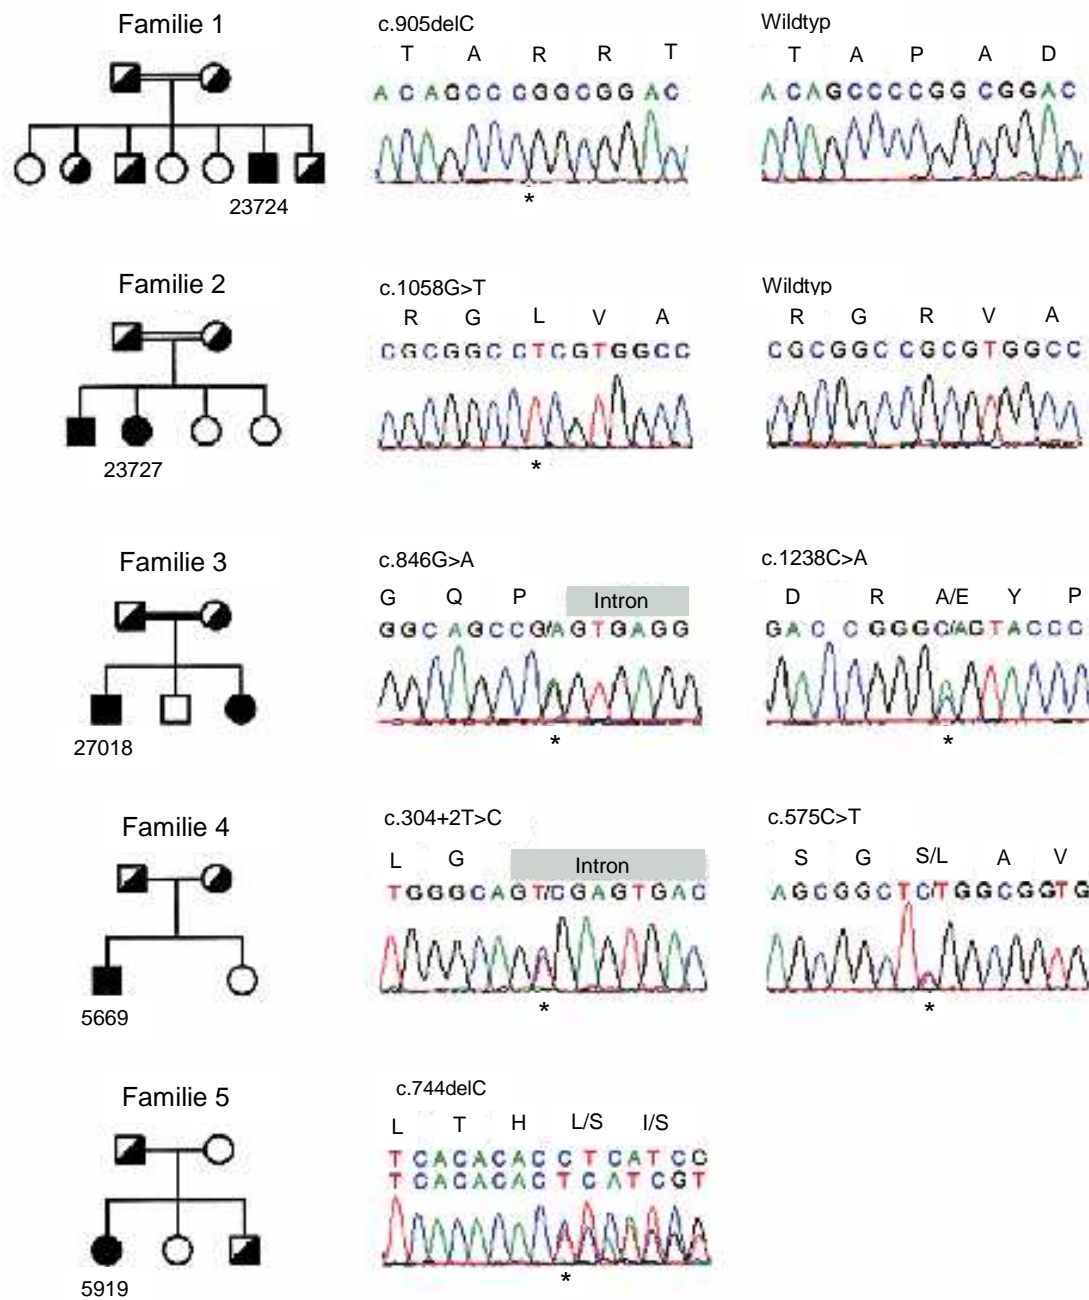 Familie 1
c.905delC
Wildtyp
T A R R T
T A P A D
A C A G C C C G G C G G A C
A C A G C C C C G G C G G A C
*
23724
Familie 2
c.1058G>T
Wildtyp
R G L V A
R G R V A
C G C G G C C T C G T G G C C
C G C G G C C G C G T G G C C
*
23727
Familie 3
c.846G>A
c.1238C>A
G Q P Intron
D R A/E Y P
G G C A G C C G/A G T G A G G
G A C C G G G C/A G T A C C C
*
*
27018
Familie 4
c.304+2T>C
c.575C>T
L G Intron
S G S/L A V
T G G G C A G T/C G A G T G A C
A G C G G C T C/T G G C G G T G
*
*
5669
Familie 5
c.744delC
L T H L/S I/S
T C A C A C A C C T C A T C C
T C A C A C A C T C A T C G T
*
5919